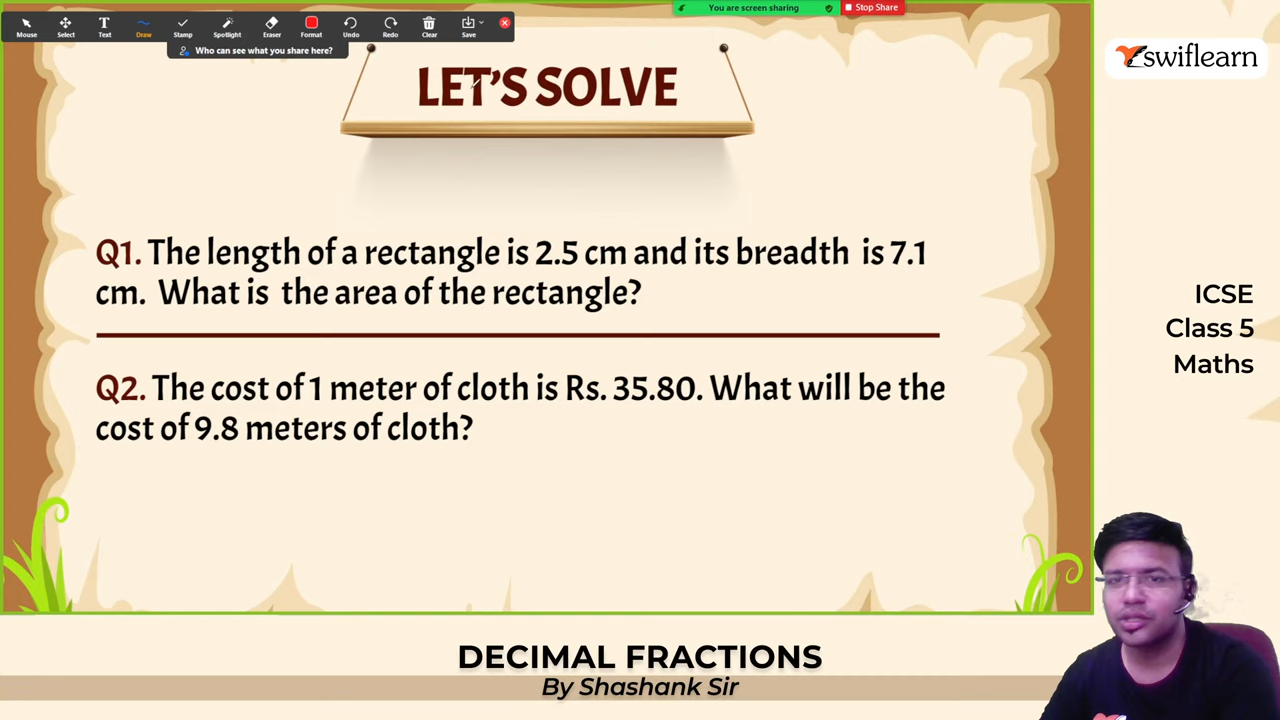 You are screen sharing
Stop Share
Mouse
Select
Text
Draw
Stamp
Spotlight
Eraser
Format
Undo
Redo
Clear
Save
Who can see what you share here?
swiflearn
LET'S SOLVE
Q1. The length of a rectangle is 2.5 cm and its breadth is 7.1
cm. What is the area of the rectangle?
Q2. The cost of 1 meter of cloth is Rs. 35.80. What will be the
cost of 9.8 meters of cloth?
ICSE
Class 5
Maths
DECIMAL FRACTIONS
By Shashank Sir